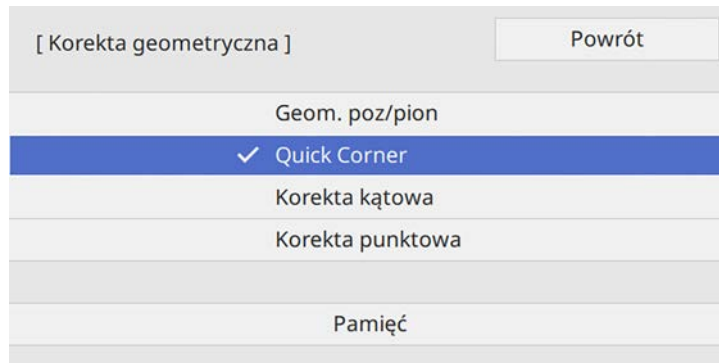 [ Korekta geometryczna ]
Powrót
Geom. poz/pion
Quick Corner
Korekta kątowa
Korekta punktowa
Pamięć